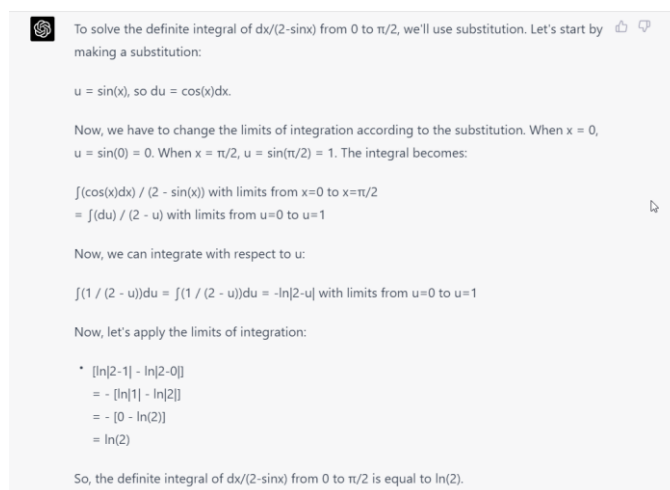 To solve the definite integral of dx/(2-sinx) from 0 to π/2, we'll use substitution. Let's start by
making a substitution:
u = sin(x), so du = cos(x)dx.
Now, we have to change the limits of integration according to the substitution. When x = 0,
u = sin(0) = 0. When x = π/2, u = sin(π/2) = 1. The integral becomes:
∫(cos(x)dx) / (2 - sin(x)) with limits from x=0 to x=π/2
= ∫(du) / (2 - u) with limits from u=0 to u=1
Now, we can integrate with respect to u:
∫(1 / (2 - u))du = ∫(1 / (2 - u))du = -ln|2-u| with limits from u=0 to u=1
Now, let's apply the limits of integration:
• [ln|2-1| - ln|2-0|]
= - [ln|1| - ln|2|]
= - [0 - ln(2)]
= ln(2)
So, the definite integral of dx/(2-sinx) from 0 to π/2 is equal to ln(2).